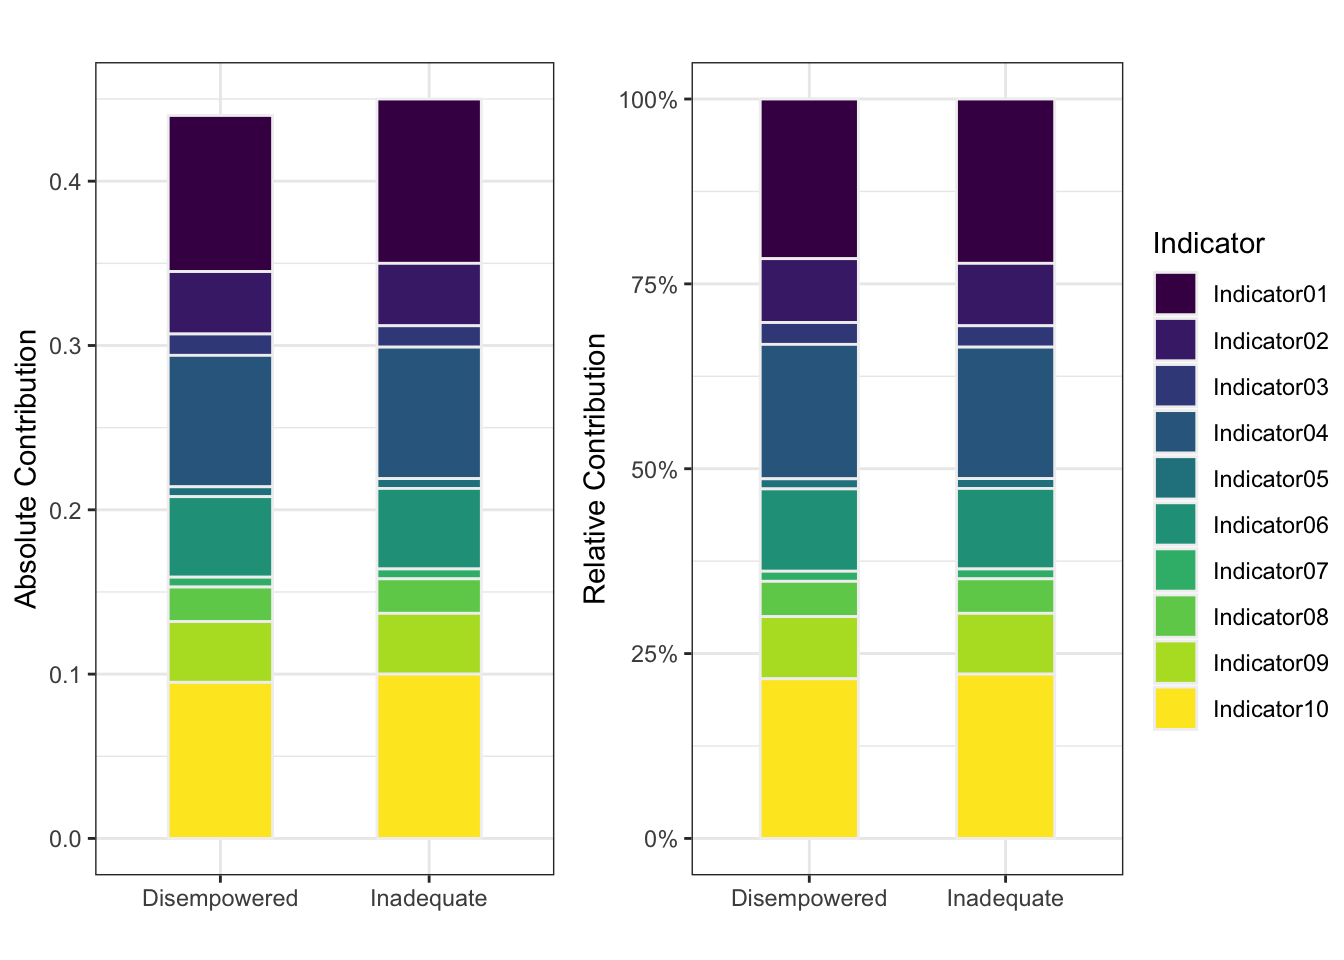 Absolute Contribution
0.4
0.3
0.2
0.1
0.0
Disempowered
Inadequate
Relative Contribution
100%
75%
50%
25%
0%
Disempowered
Inadequate
Indicator
Indicator01
Indicator02
Indicator03
Indicator04
Indicator05
Indicator06
Indicator07
Indicator08
Indicator09
Indicator10